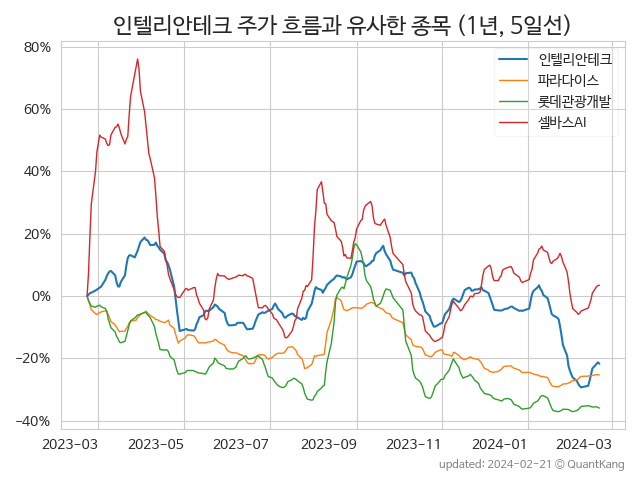 인텔리안테크 주가 흐름과 유사한 종목 (1년, 5일선)
80%
60%
40%
20%
0%
−20%
−40%
인텔리안테크
파라다이스
롯데관광개발
셀바스AI
2023-03 2023-05 2023-07 2023-09 2023-11 2024-01 2024-03
updated: 2024-02-21 © QuantKang